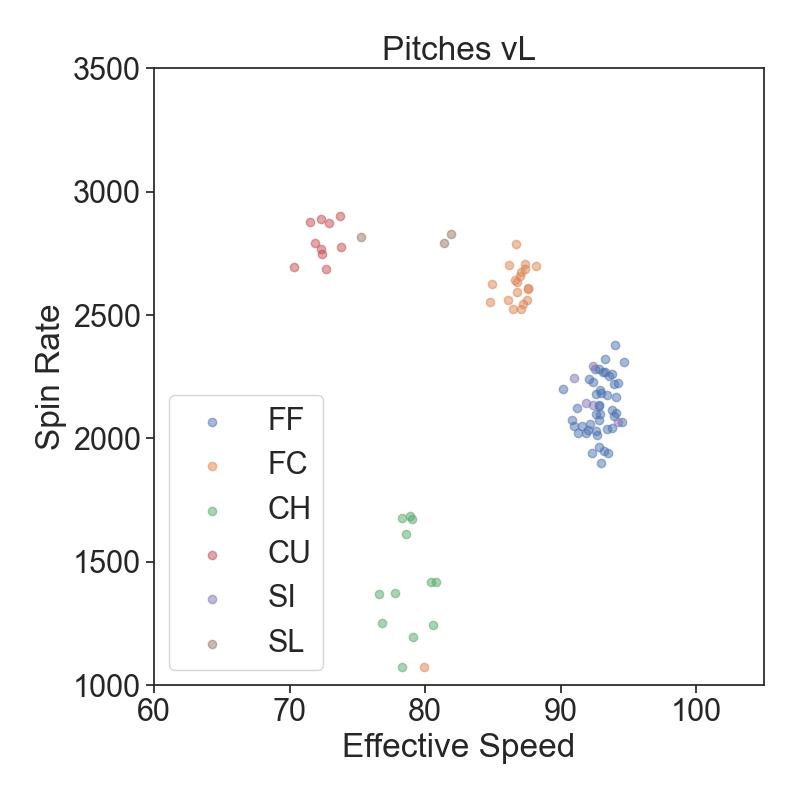 Pitches vL
3500
3000
2500
2000
1500
1000
Spin Rate
FF
FC
CH
CU
SI
SL
60
70
80
90
100
Effective Speed